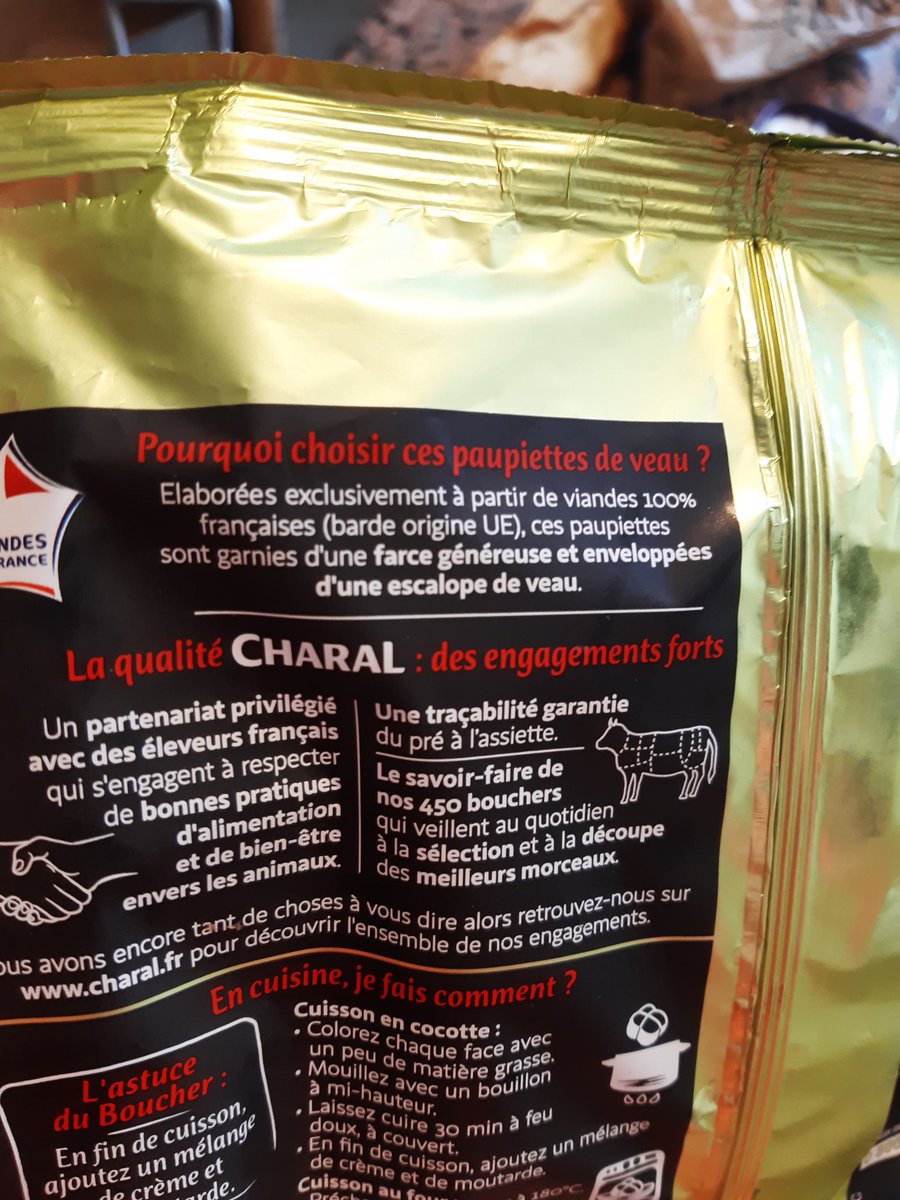 Pourquoi choisir ces paupiettes de veau ?
Elaborées exclusivement à partir de viandes 100%
françaises (barde origine UE), ces paupiettes
sont garnies d'une farce généreuse et enveloppées
d'une escalope de veau.
NDES
RANCE
La qualité CHARAL : des engagements forts
Un partenariat privilégié
avec des éleveurs français
qui s'engagent à respecter
de bonnes pratiques
d'alimentation
et de bien-être
envers les animaux.
Une traçabilité garantie
du pré à l'assiette.
Le savoir-faire de
nos 450 bouchers
qui veillent au quotidien
à la sélection et à la découpe
des meilleurs morceaux.
ous avons encore tant de choses à vous dire alors retrouvez-nous sur
www.charal.fr pour découvrir l'ensemble de nos engagements.
En cuisine, je fais comment ?
L'astuce
du Boucher :
En fin de cuisson,
ajoutez un mélange
de crème et
arde.
Cuisson en cocotte :
• Colorez chaque face avec
un peu de matière grasse.
• Mouillez avec un bouillon
à mi-hauteur.
• Laissez cuire 30 min à feu
doux, à couvert.
• En fin de cuisson, ajoutez un mélange
de crème et de moutarde.
Cuisson au four
à 180°C.